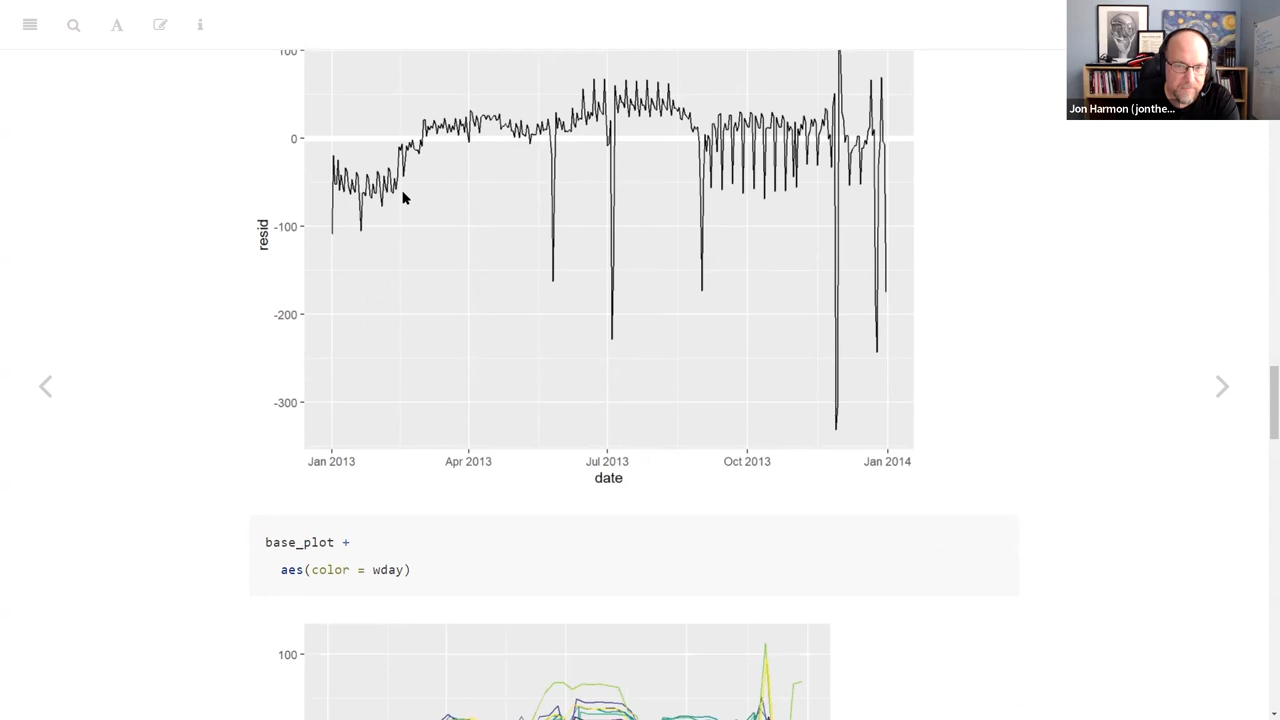 A
i
Jon Harmon (jonthe...
100
0
-100
-200
-300
resid
Jan 2013 Apr 2013 Jul 2013 Oct 2013 Jan 2014
date
base_plot +
aes(color = wday)
100